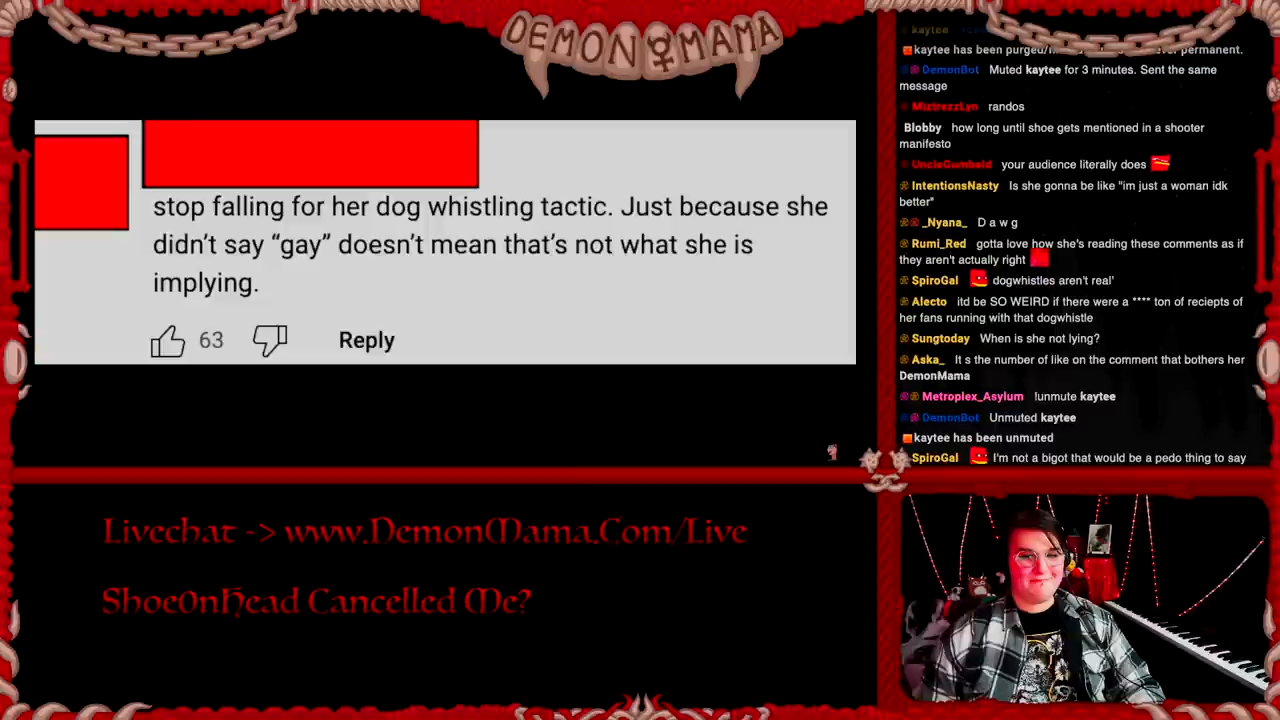 DEMON MAMA
stop falling for her dog whistling tactic. Just because she
didn't say “gay” doesn't mean that's not what she is
implying.
63
Reply
kaytee
kaytee has been purged/ permanent.
DemonBot Muted kaytee for 3 minutes. Sent the same
message
MiztrezzLyn randos
Blobby how long until shoe gets mentioned in a shooter
manifesto
UncleGumbald your audience literally does
IntentionsNasty Is she gonna be like "im just a woman idk
better"
_Nyana_ D a w g
Rumi_Red gotta love how she's reading these comments as if
they aren't actually right
SpiroGal dogwhistles aren't real'
Alecto itd be SO WEIRD if there were a **** ton of reciepts of
her fans running with that dogwhistle
Sungtoday When is she not lying?
Aska_ It s the number of like on the comment that bothers her
DemonMama
Metroplex_Asylum !unmute kaytee
DemonBot Unmuted kaytee
kaytee has been unmuted
SpiroGal I'm not a bigot that would be a pedo thing to say
Livechat -> www.DemonMama.Com/Live
ShoeOnHead Cancelled Me?